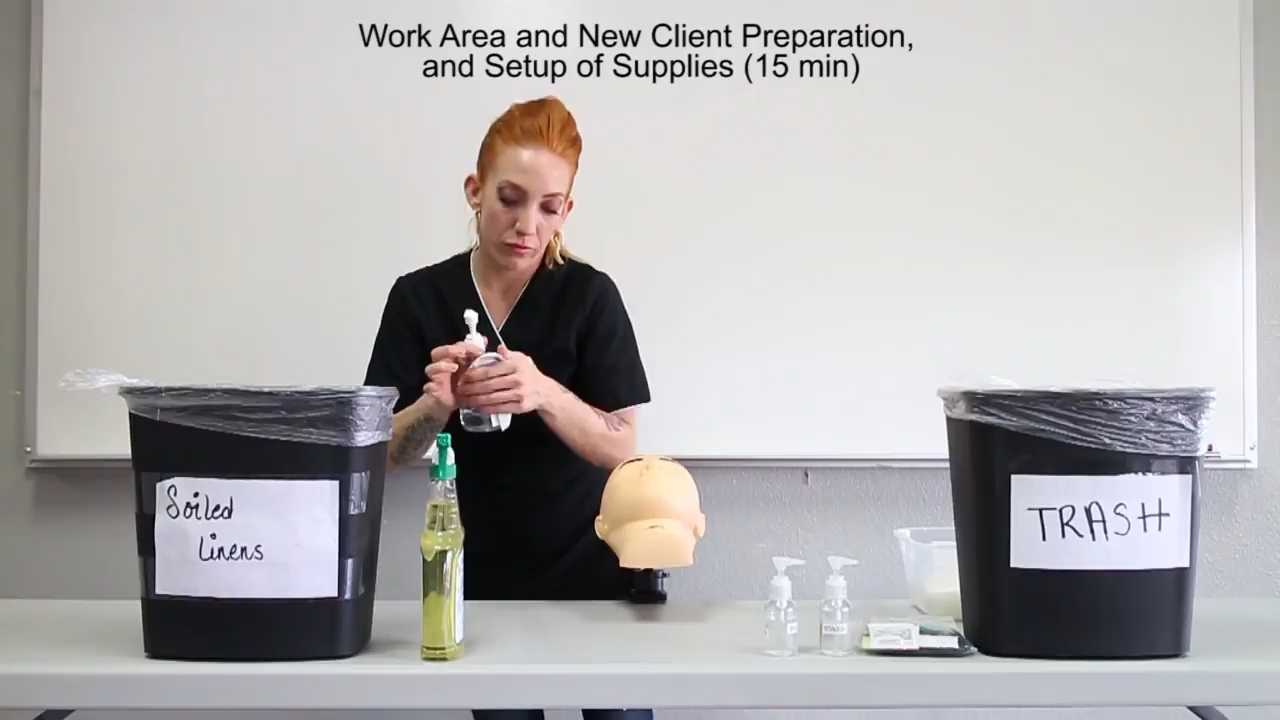 Work Area and New Client Preparation,
and Setup of Supplies (15 min)
Soiled
Linens
TRASH